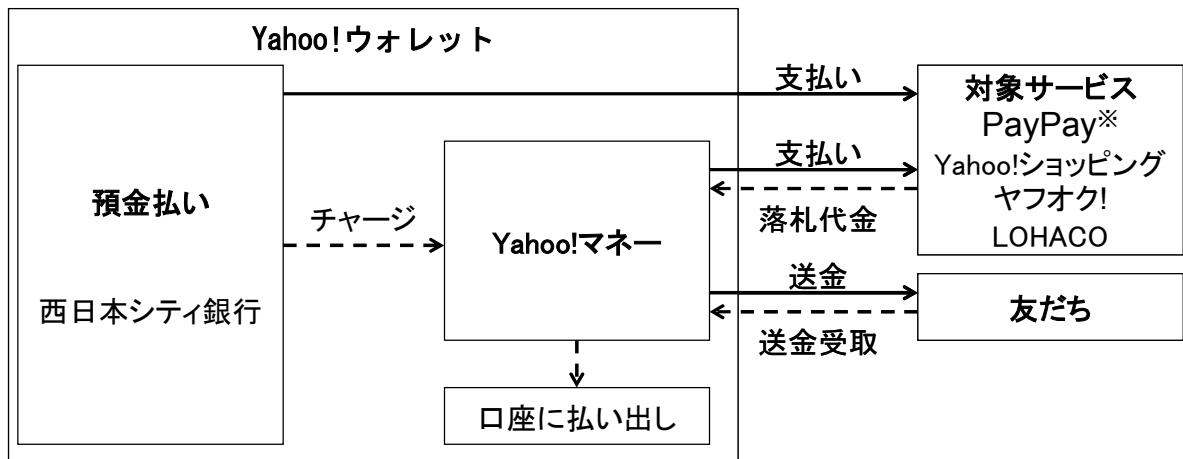 Yahoo!ウォレット
預金払い
西日本シティ銀行
チャージ
Yahoo!マネー
口座に払い出し
支払い
支払い
落札代金
送金
送金受取
対象サービス
PayPay※
Yahoo!ショッピング
ヤフオク!
LOHACO
友だち